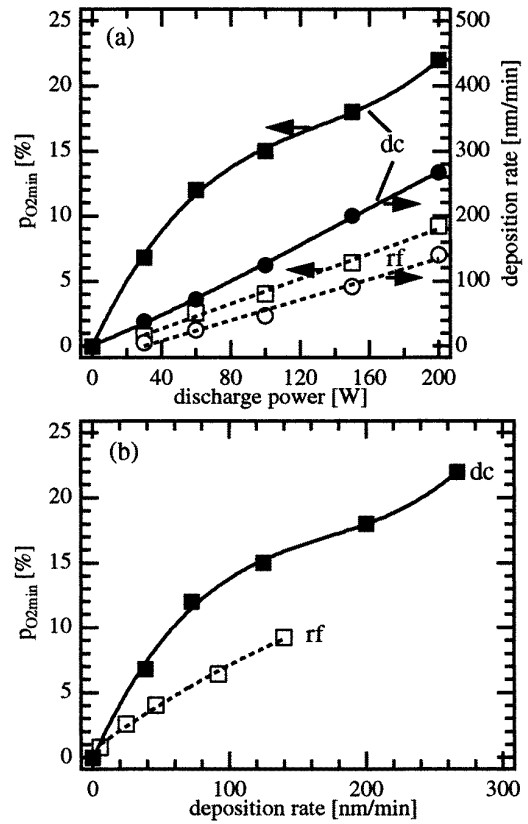 (a)
25
20
15
10
5
0
pO2min [%]
500
400
300
200
100
0
deposition rate [nm/min]
dc
rf
0 40 80 120 160 200
discharge power [W]
(b)
25
20
15
10
5
0
pO2min [%]
dc
rf
0 100 200 300
deposition rate [nm/min]